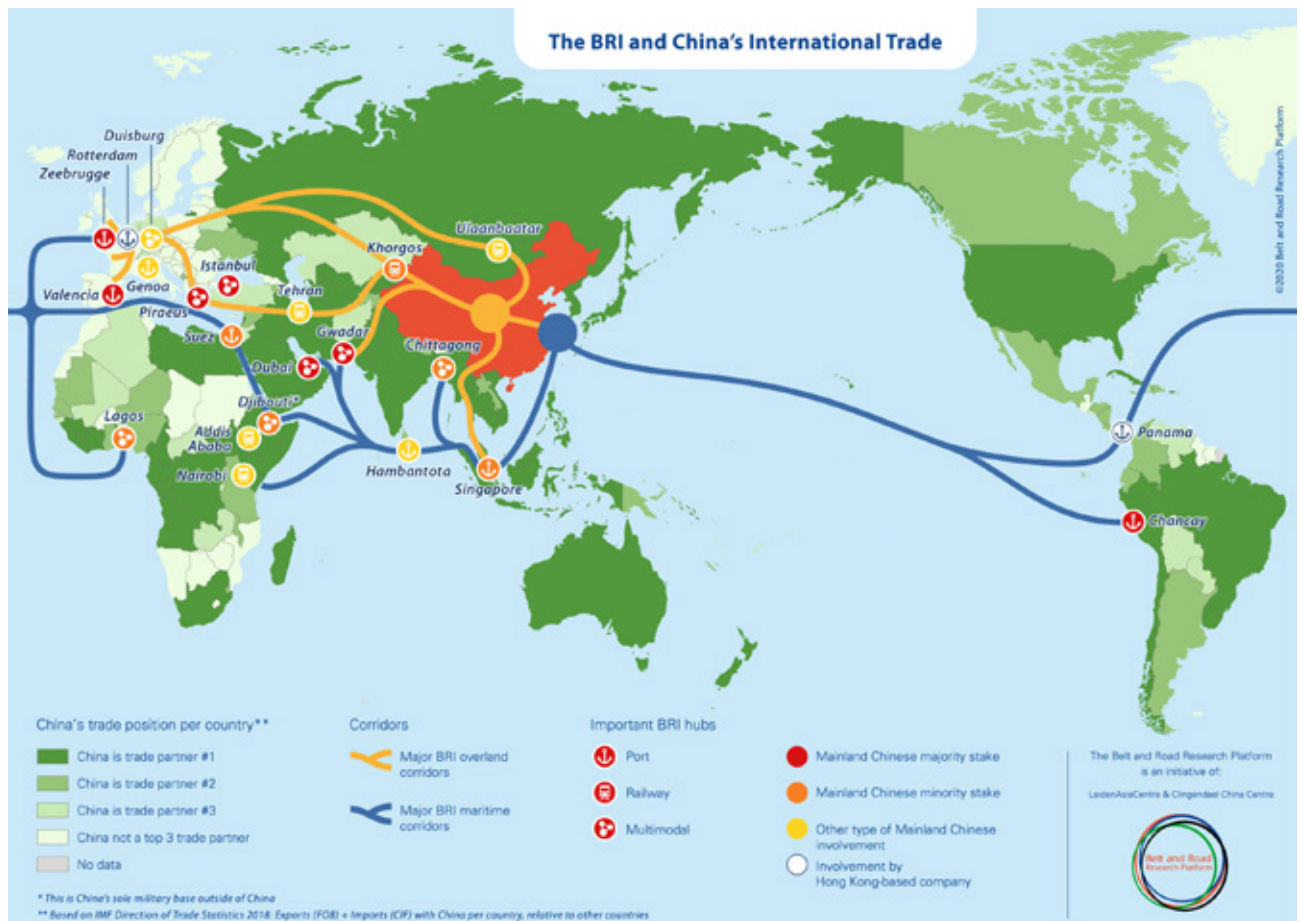 The BRI and China's International Trade
©2020 Belt and Road Research Platform
Duisburg
Rotterdam
Zeebrugge
Ulaanbaatar
Khorgos
Istanbul
Genoa
Valencia
Piraeus
Tehran
Suez
Gwadar
Chittagong
Dubai
Djibouti*
Lagos
Addis
Ababa
Nairobi
Hambantota
Singapore
Panama
Chancay
China's trade position per country**
China is trade partner #1
China is trade partner #2
China is trade partner #3
China not a top 3 trade partner
No data
Corridors
Major BRI overland
corridors
Major BRI maritime
corridors
Important BRI hubs
Port
Railway
Multimodal
Mainland Chinese majority stake
Mainland Chinese minority stake
Other type of Mainland Chinese
involvement
Involvement by
Hong Kong-based company
The Belt and Road Research Platform
is an initiative of:
LeidenAsiaCentre & Clingendael China Centre
Belt and Road
Research Platform
* This is China's sole military base outside of China
** Based on IMF Direction of Trade Statistics 2018: Exports (FOB) + Imports (CIF) with China per country, relative to other countries